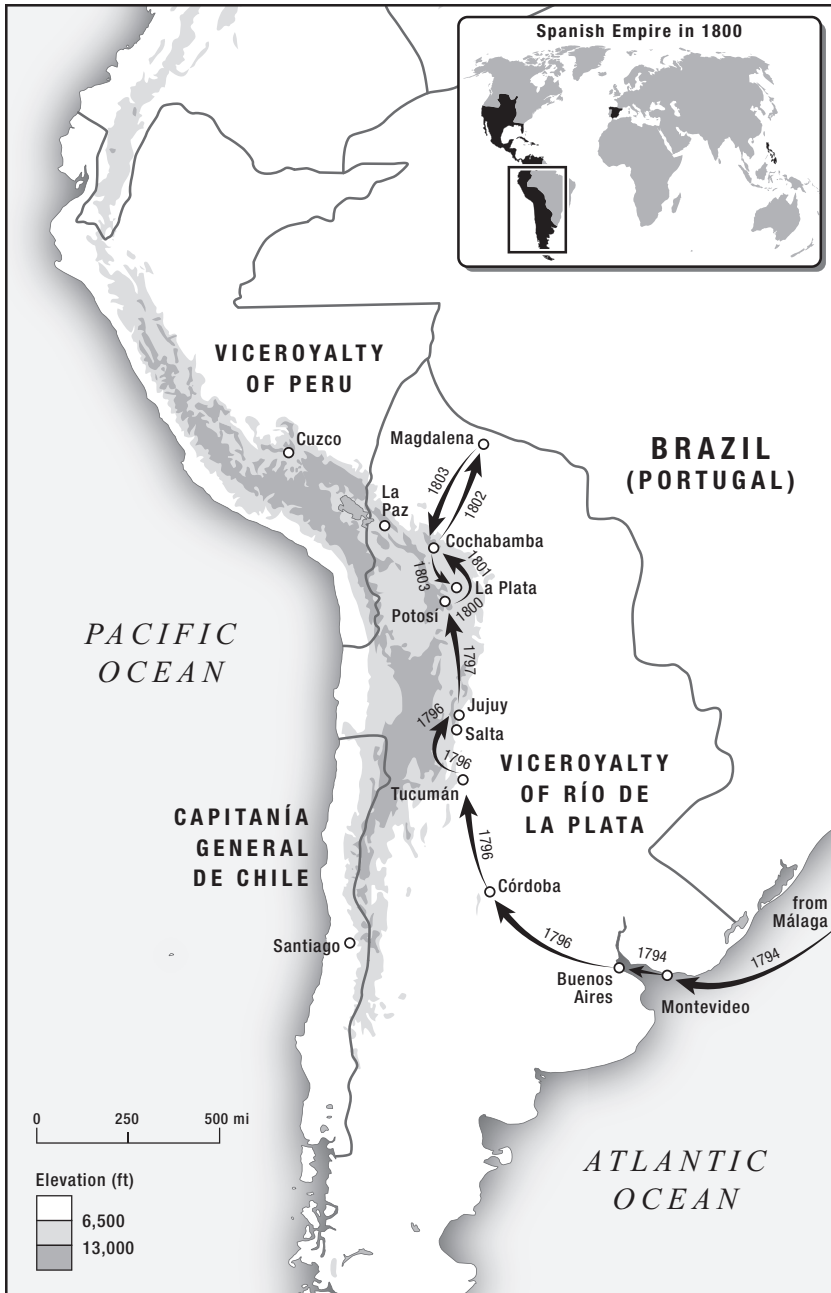 Spanish Empire in 1800
VICEROYALTY
OF PERU
Cuzco
Magdalena
BRAZIL
(PORTUGAL)
1803
1802
La
Paz
Cochabamba
1803
1801
La Plata
Potosí
1800
PACIFIC
OCEAN
1797
1796
Jujuy
Salta
1796
Tucumán
VICEROYALTY
OF RÍO DE
LA PLATA
CAPITANÍA
GENERAL
DE CHILE
1796
Córdoba
from
Málaga
Santiago
1796
1794
1794
Buenos
Aires
Montevideo
0 250 500 mi
ATLANTIC
OCEAN
Elevation (ft)
6,500
13,000